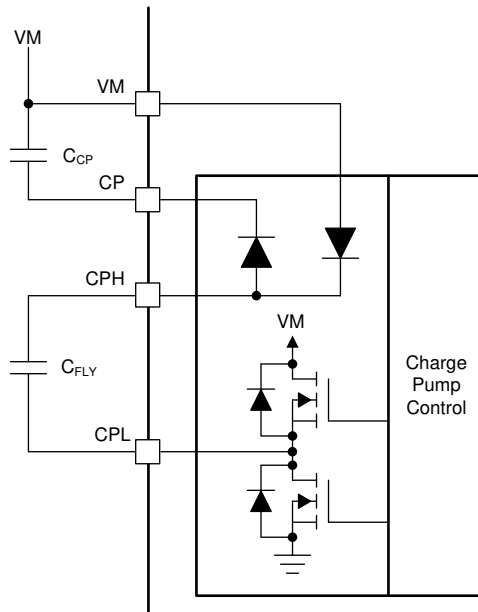 VM
VM
CCP
CP
CPH
VM
CFLY
Charge
Pump
Control
CPL